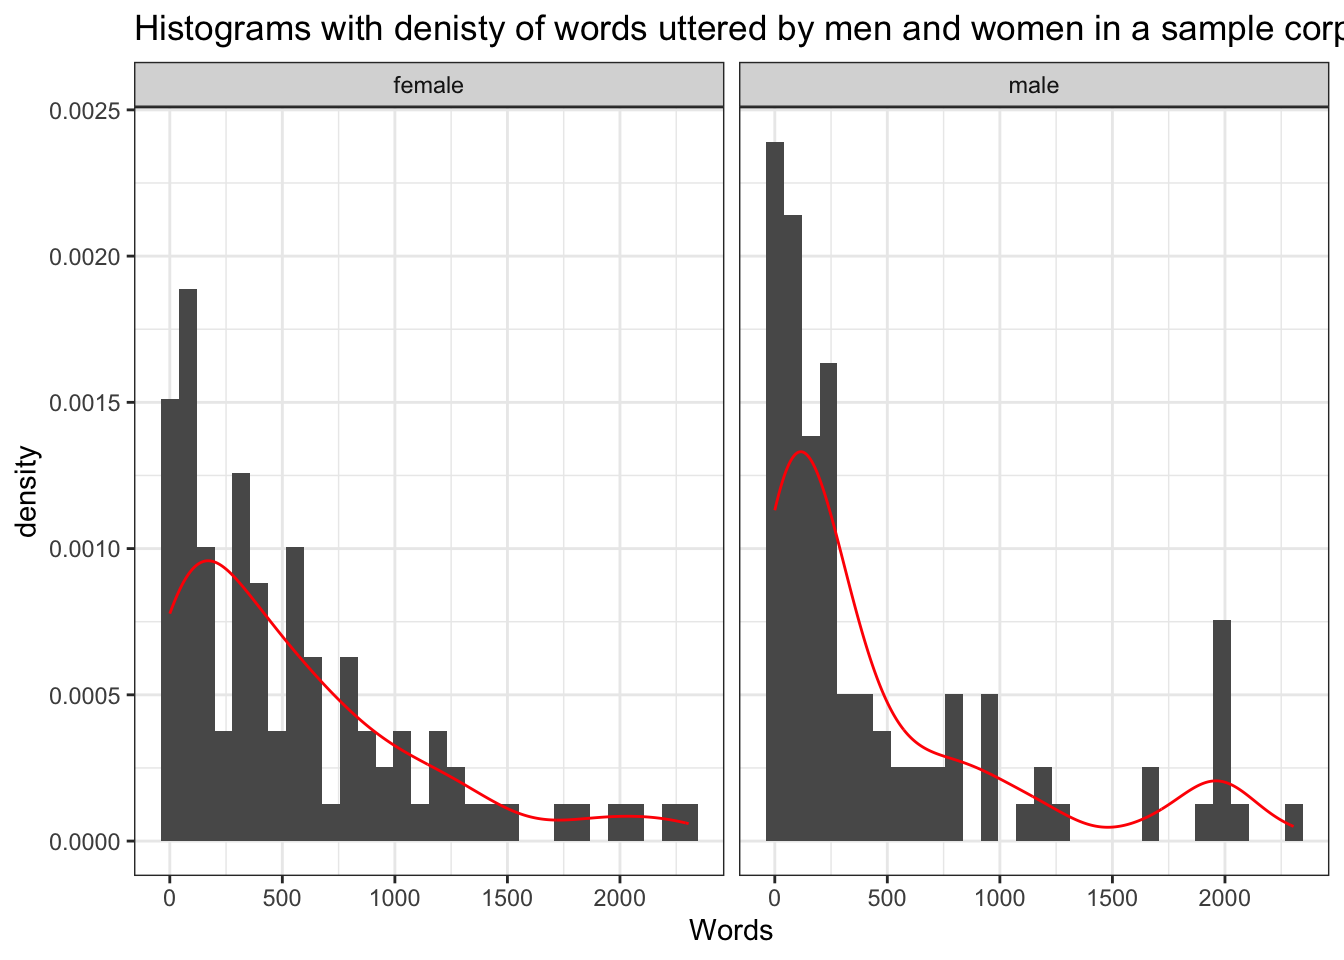 Histograms with denisty of words uttered by men and women in a sample corp
female
male
0.0025
0.0020
0.0015
0.0010
0.0005
0.0000
density
0 500 1000 1500 2000
0 500 1000 1500 2000
Words